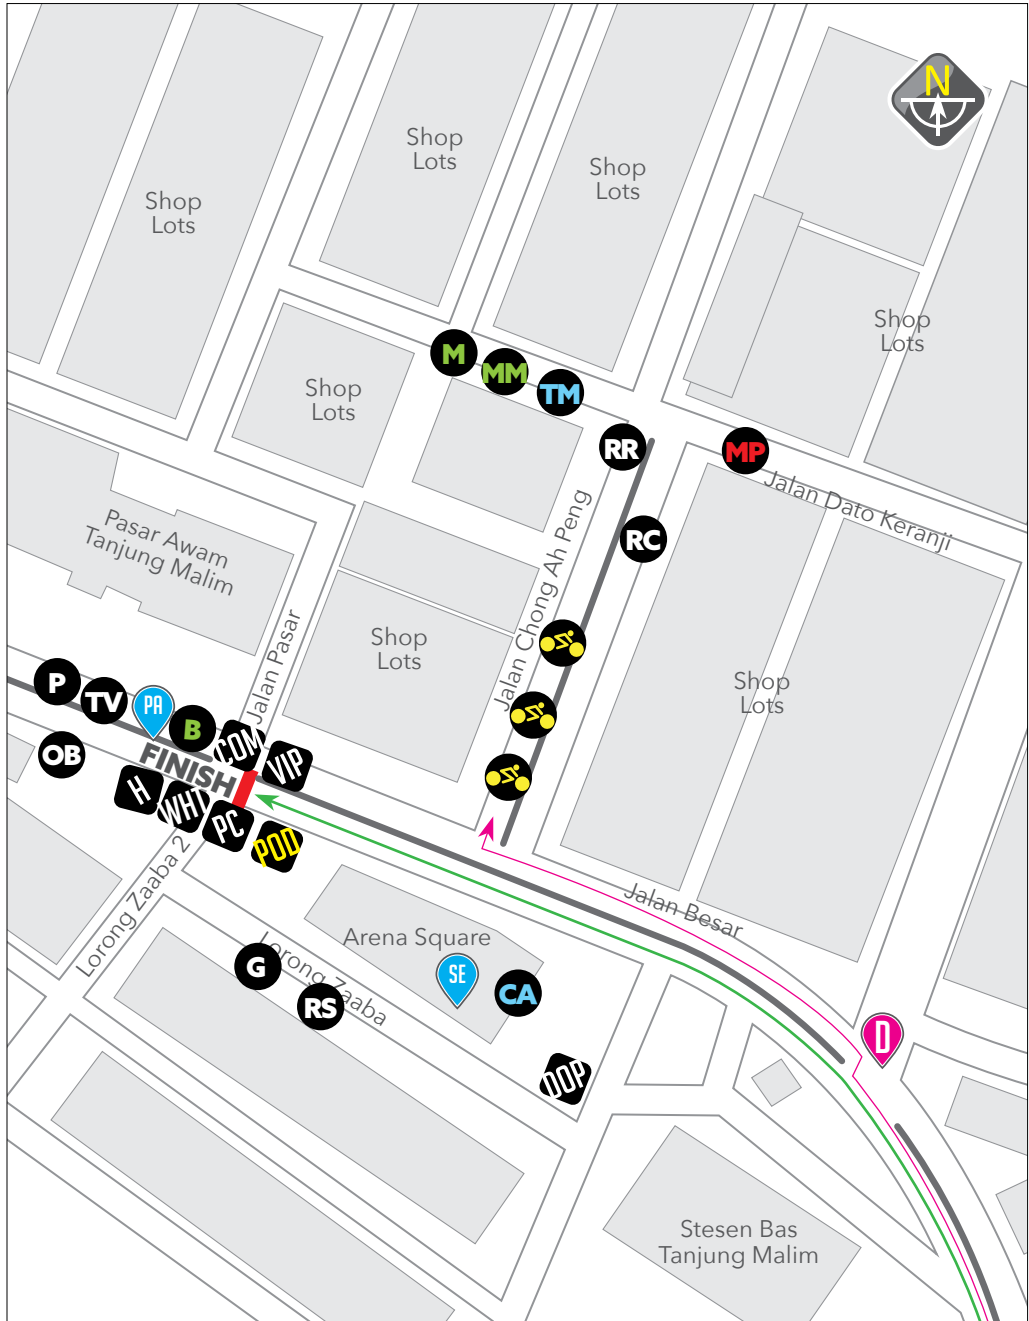 N
Shop
Lots
Shop
Lots
Shop
Lots
Shop
Lots
Shop
Lots
M
MM
TM
RR
MP
Jalan Dato Keranji
RC
Pasar Awam
Tanjung Malim
Jalan Chong Ah Peng
Jalan Pasar
Shop
Lots
Shop
Lots
P
TV
PA
B
COM
VIP
OB
FINISH
H
WHT
PC
POD
Lorong Zaaba 2
Jalan Besar
Arena Square
G
Lorong Zaaba
SE
CA
RS
D
DOP
Stesen Bas
Tanjung Malim